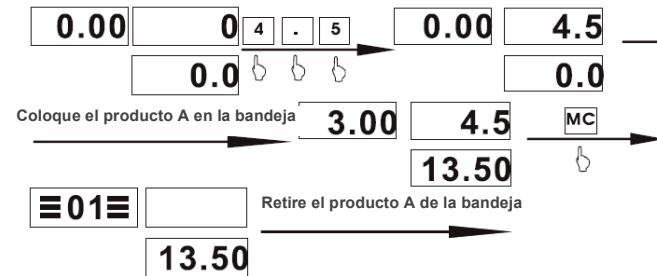 0.00 0 4 . 5 0.00 4.5
0.0 0.0
Coloque el producto A en la bandeja 3.00 4.5 MC
13.50
≡01≡ Retire el producto A de la bandeja
13.50